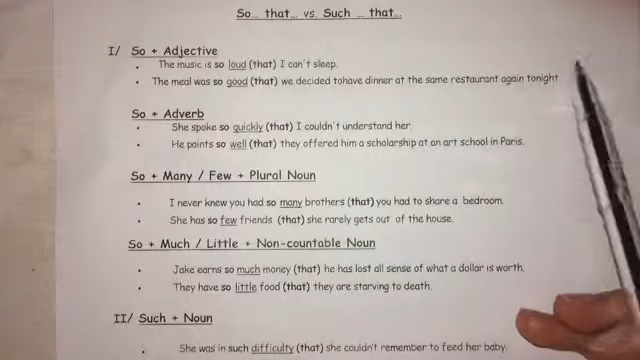 So... that... vs. Such ... that...
I/ So + Adjective
• The music is so loud (that) I can't sleep.
• The meal was so good (that) we decided tohave dinner at the same restaurant again tonight
So + Adverb
• She spoke so quickly (that) I couldn't understand her.
• He paints so well (that) they offered him a scholarship at an art school in Paris.
So + Many / Few + Plural Noun
• I never knew you had so many brothers (that) you had to share a bedroom.
• She has so few friends (that) she rarely gets out of the house.
So + Much / Little + Non-countable Noun
• Jake earns so much money (that) he has lost all sense of what a dollar is worth.
• They have so little food (that) they are starving to death.
II/ Such + Noun
• She was in such difficulty (that) she couldn't remember to feed her baby.